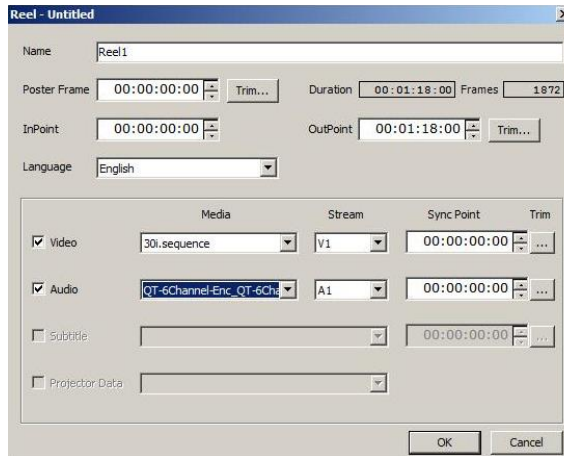 Reel - Untitled
Name Reel1
Poster Frame 00:00:00:00 Trim... Duration 00:01:18:00 Frames 1872
InPoint 00:00:00:00 OutPoint 00:01:18:00 Trim...
Language English
Media Stream Sync Point Trim
Video 30i.sequence V1 00:00:00:00 ...
Audio QT-6Channel-Enc_QT-6Cha A1 00:00:00:00 ...
Subtitle 00:00:00:00 ...
Projector Data
OK Cancel